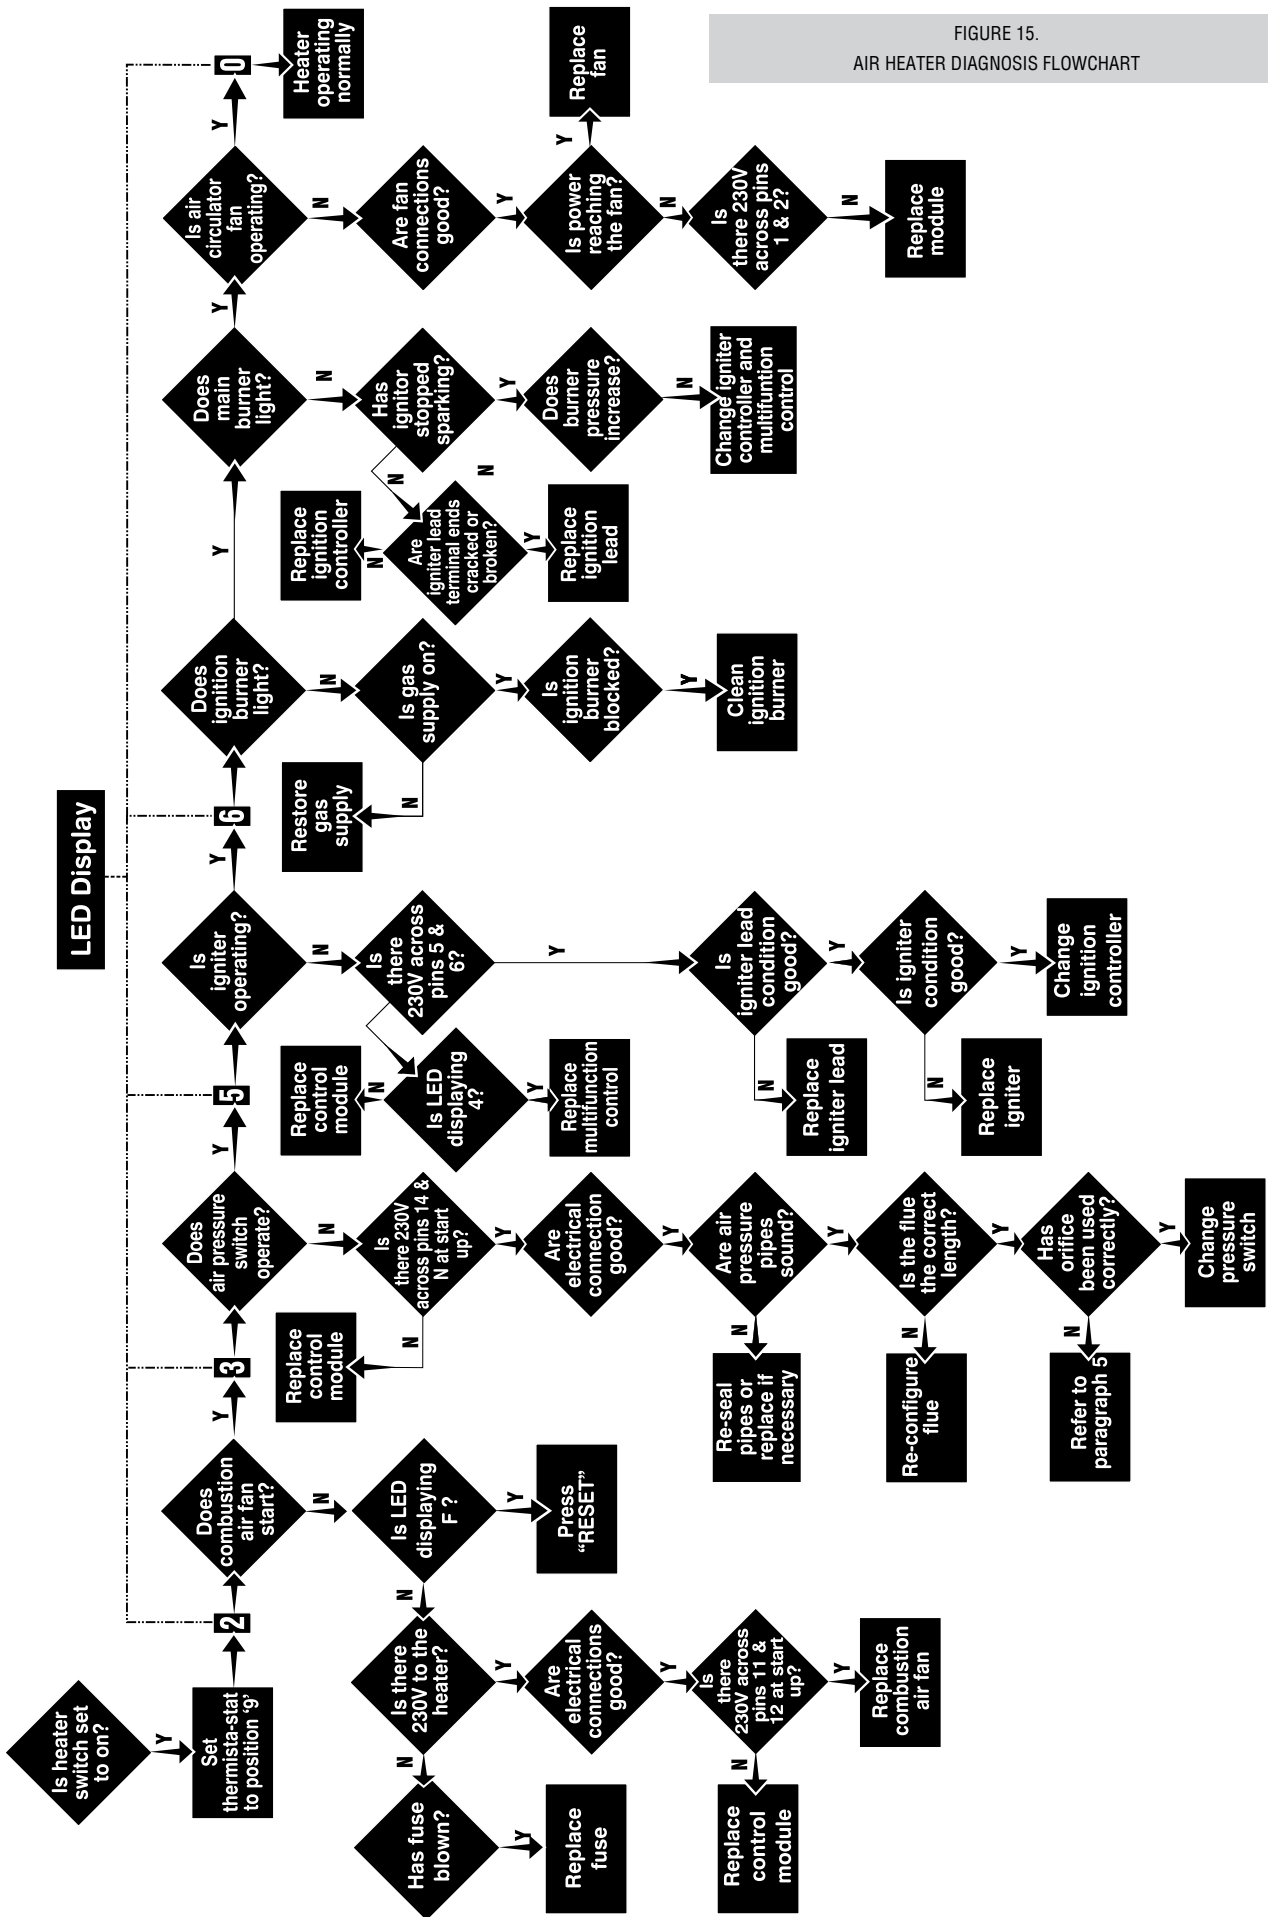 FIGURE 15.
AIR HEATER DIAGNOSIS FLOWCHART
LED Display
Is heater
switch set
to on?
Y
Set
thermista-stat
to position ‘9’
2
Does
combustion
air fan
start?
Y
3
Does
air pressure
switch
operate?
Y
5
Is
igniter
operating?
Y
6
Does
ignition
burner
light?
Y
Does
main
burner
light?
Y
Is air
circulator
fan
operating?
Y
0
Heater
operating
normally
N
Is LED
displaying
F ?
Y
Press
“RESET”
N
Is there
230V to the
heater?
N
Has fuse
blown?
Y
Replace
fuse
Y
Are
electrical
connections
good?
Y
Is
there
230V across
pins 11 &
12 at start
up?
N
Replace
control
module
Y
Replace
combustion
air fan
N
Is
there 230V
across pins 14 &
N at start
up?
N
Replace
control
module
Y
Are
electrical
connection
good?
Y
Are air
pressure
pipes
sound?
N
Re-seal
pipes or
replace if
necessary
Y
Is the flue
the correct
length?
N
Re-configure
flue
Y
Has
orifice
been used
correctly?
N
Refer to
paragraph 5
Y
Change
pressure
switch
N
Is
there
230V across
pins 5 &
6?
Is LED
displaying
4?
N
Replace
control
module
Y
Replace
multifunction
control
Y
Is
igniter lead
condition
good?
N
Replace
igniter lead
Y
Is igniter
condition
good?
N
Replace
igniter
Y
Change
ignition
controller
N
Is gas
supply on?
N
Restore
gas
supply
Y
Is
ignition
burner
blocked?
Y
Clean
ignition
burner
N
Has
ignitor
stopped
sparking?
N
Are
igniter lead
terminal ends
cracked or
broken?
N
Replace
ignition
controller
Y
Replace
ignition
lead
N
Y
Does
burner
pressure
increase?
N
Change igniter
controller and
multifuntion
control
N
Are fan
connections
good?
Y
Is power
reaching
the fan?
Y
Replace
fan
N
Is
there 230V
across pins
1 & 2?
N
Replace
module